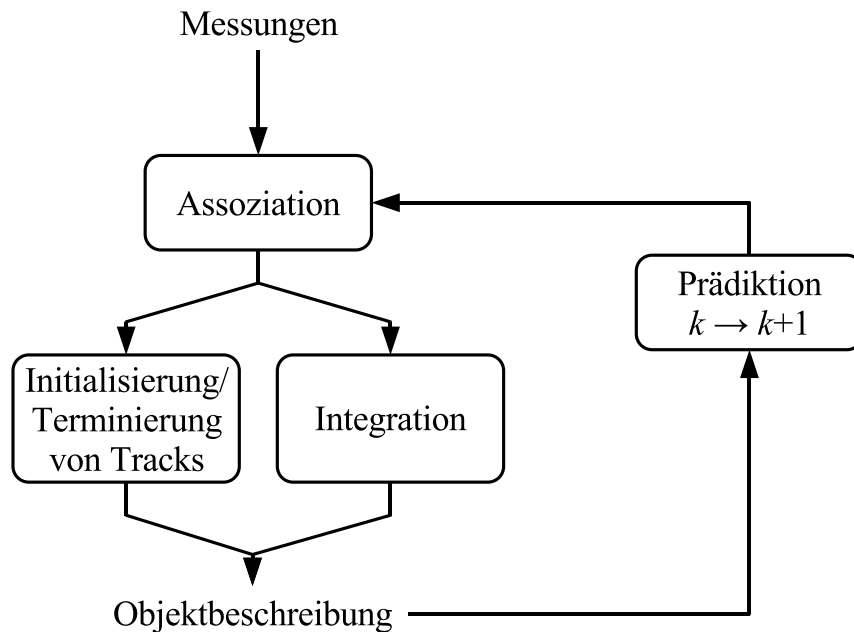 Messungen
Assoziation
Prädiktion
k → k+1
Initialisierung/
Terminierung
von Tracks
Integration
Objektbeschreibung